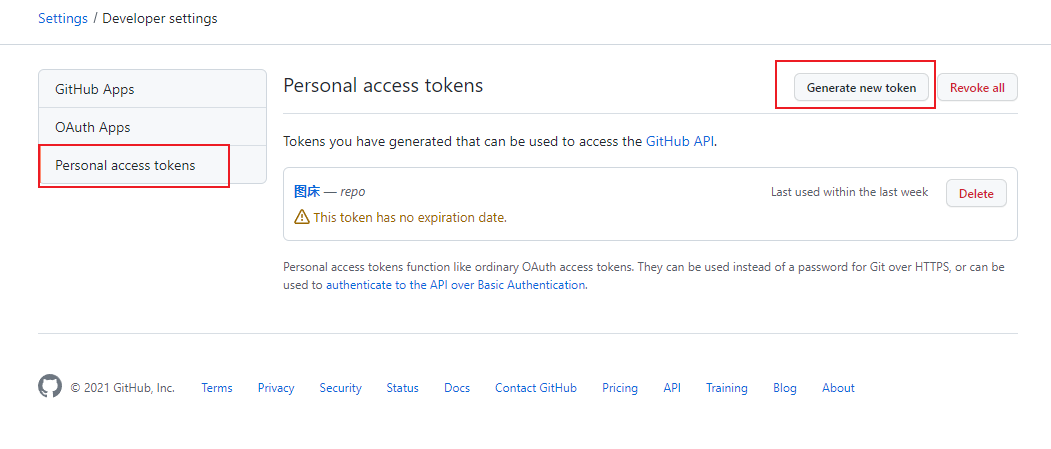 Settings / Developer settings
GitHub Apps
OAuth Apps
Personal access tokens
Personal access tokens
Generate new token
Revoke all
Tokens you have generated that can be used to access the GitHub API.
图床 — repo
Last used within the last week
Delete
This token has no expiration date.
Personal access tokens function like ordinary OAuth access tokens. They can be used instead of a password for Git over HTTPS, or can be
used to authenticate to the API over Basic Authentication.
© 2021 GitHub, Inc. Terms Privacy Security Status Docs Contact GitHub Pricing API Training Blog About